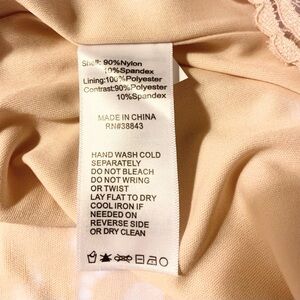 Shell: 90%Nylon
10%Spandex
Lining:100%Polyester
Contrast:90%Polyester
10%Spandex
MADE IN CHINA
RN#38843
HAND WASH COLD
SEPARATELY
DO NOT BLEACH
DO NOT WRING
OR TWIST
LAY FLAT TO DRY
COOL IRON IF
NEEDED ON
REVERSE SIDE
OR DRY CLEAN